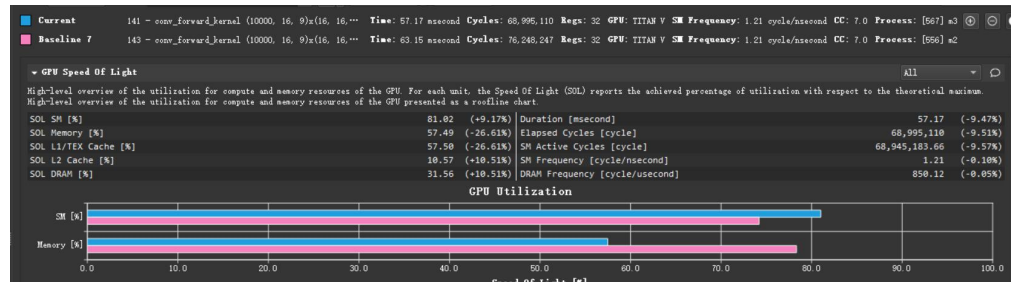 Current 141 - conv_forward_kernel (10000, 16, 9)x(16, 16,… Time: 57.17 msecond Cycles: 68,995,110 Regs: 32 GPU: TITAN V SM Frequency: 1.21 cycle/nsecond CC: 7.0 Process: [567] m3
Baseline 7 143 - conv_forward_kernel (10000, 16, 9)x(16, 16,… Time: 63.15 msecond Cycles: 76,248,247 Regs: 32 GPU: TITAN V SM Frequency: 1.21 cycle/nsecond CC: 7.0 Process: [556] m2
GPU Speed Of Light All
High-level overview of the utilization for compute and memory resources of the GPU. For each unit, the Speed Of Light (SOL) reports the achieved percentage of utilization with respect to the theoretical maximum.
High-level overview of the utilization for compute and memory resources of the GPU presented as a roofline chart.
SOL SM [%] 81.02 (+9.17%) Duration [msecond] 57.17 (-9.47%)
SOL Memory [%] 57.49 (-26.61%) Elapsed Cycles [cycle] 68,995,110 (-9.51%)
SOL L1/TEX Cache [%] 57.50 (-26.61%) SM Active Cycles [cycle] 68,945,183.66 (-9.57%)
SOL L2 Cache [%] 10.57 (+10.51%) SM Frequency [cycle/nsecond] 1.21 (-0.10%)
SOL DRAM [%] 31.56 (+10.51%) DRAM Frequency [cycle/usecond] 850.12 (-0.05%)
GPU Utilization
SM [%]
Memory [%]
0.0 10.0 20.0 30.0 40.0 50.0 60.0 70.0 80.0 90.0 100.0
Speed Of Light [%]